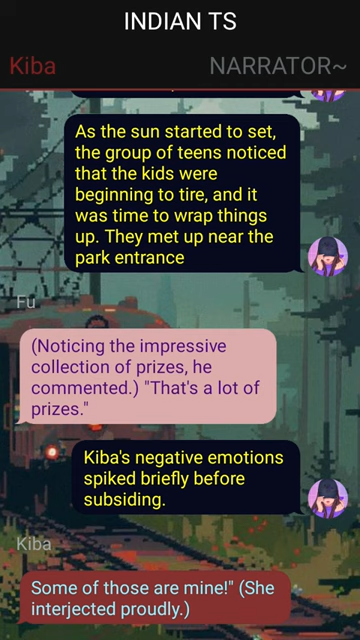 INDIAN TS
Kiba NARRATOR~
As the sun started to set,
the group of teens noticed
that the kids were
beginning to tire, and it
was time to wrap things
up. They met up near the
park entrance
Fu
(Noticing the impressive
collection of prizes, he
commented.) "That's a lot of
prizes."
Kiba's negative emotions
spiked briefly before
subsiding.
Kiba
Some of those are mine!" (She
interjected proudly.)